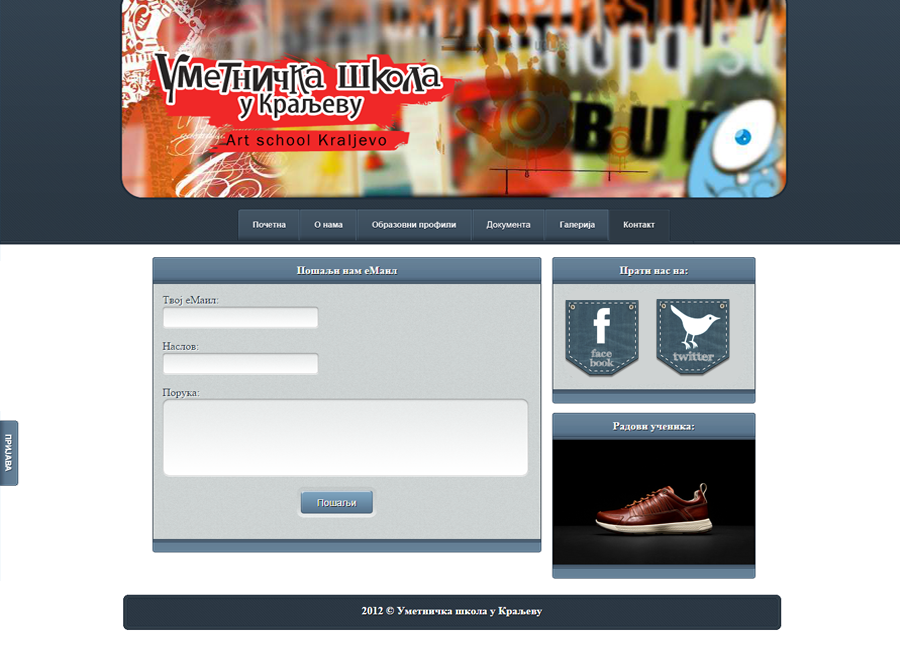 Уметничка школа
у Краљеву
Art school Kraljevo
BUB
Почетна
О нама
Образовни профили
Документа
Галерија
Контакт
Пошаљи нам еМаил
Твој еМаил:
Наслов:
Порука:
Пошаљи
Прати нас на:
face
book
twitter
Радови ученика:
ПРИЈАВА
2012 © Уметничка школа у Краљеву